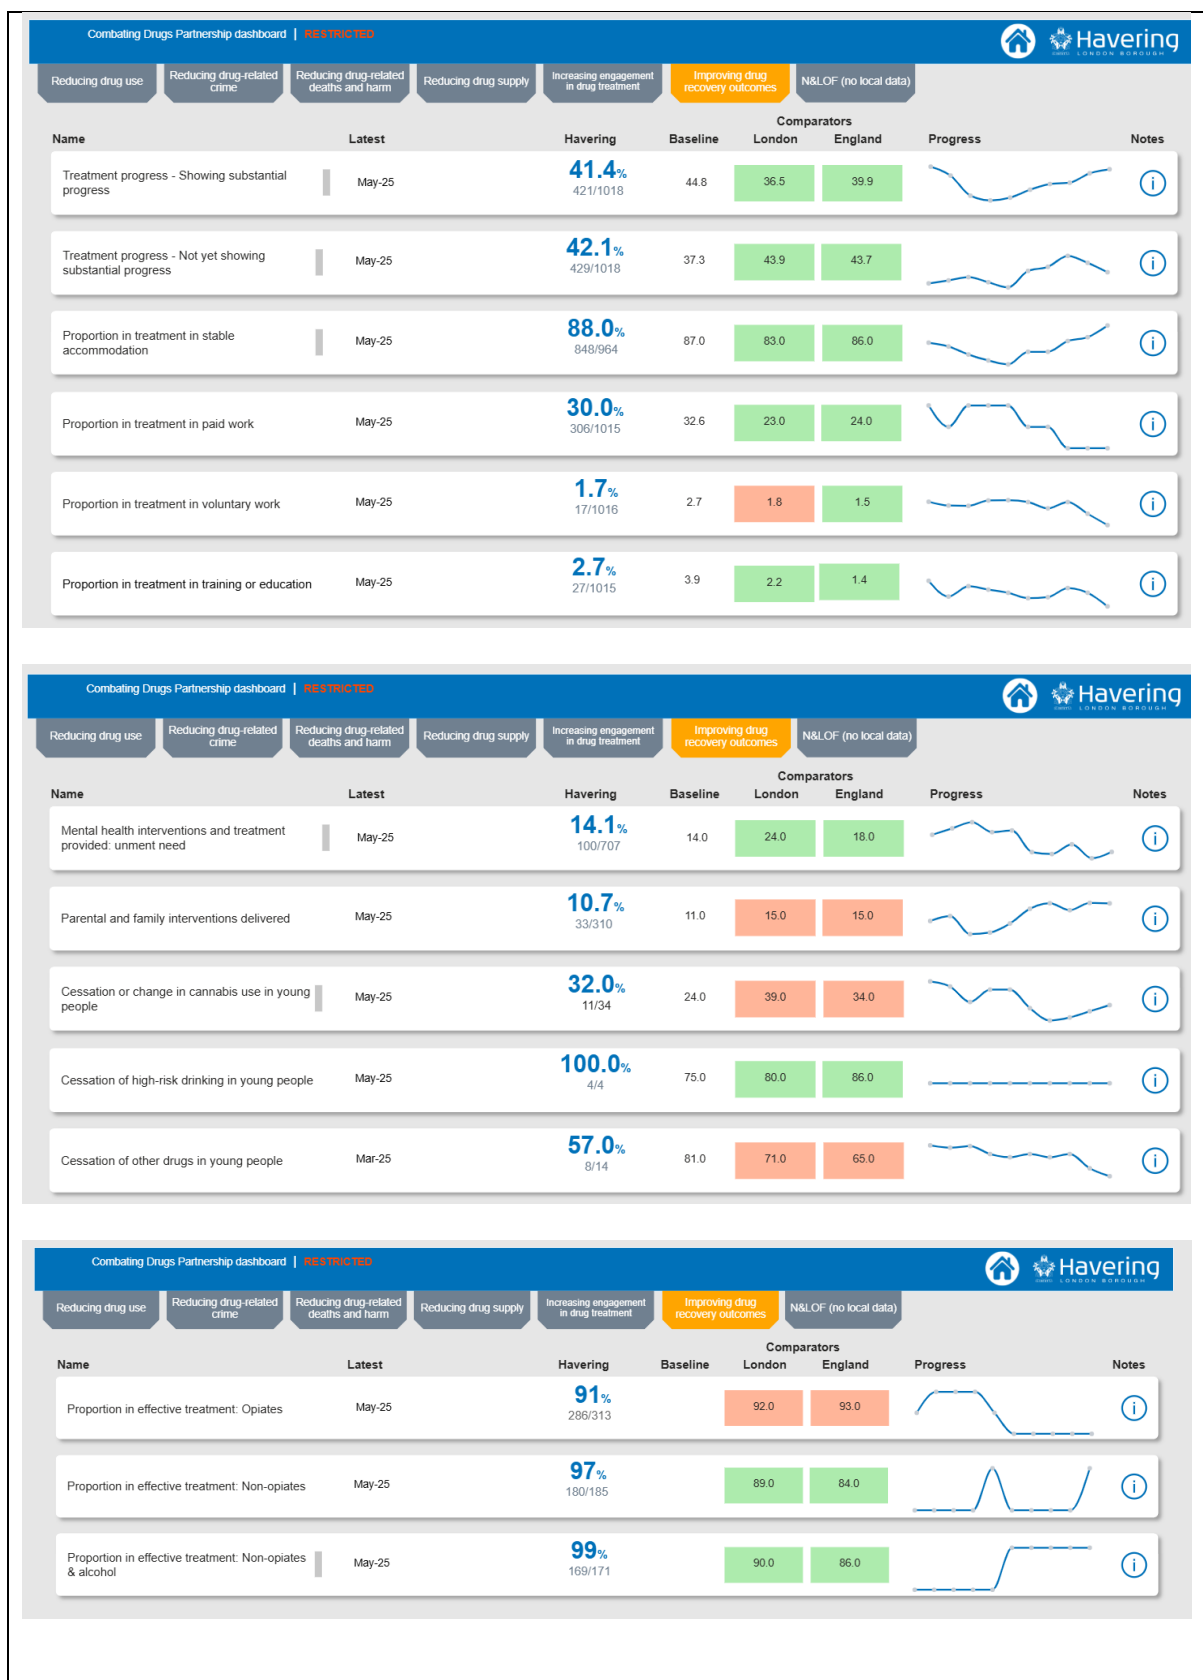 Combating Drugs Partnership dashboard | RESTRICTED
Havering
LONDON BOROUGH
Reducing drug use
Reducing drug-related
crime
Reducing drug-related
deaths and harm
Reducing drug supply
Increasing engagement
in drug treatment
Improving drug
recovery outcomes
N&LOF (no local data)
Comparators
Name Latest Havering Baseline London England Progress Notes
Treatment progress - Showing substantial
progress
May-25 41.4% 44.8 36.5 39.9 i
421/1018
Treatment progress - Not yet showing
substantial progress
May-25 42.1% 37.3 43.9 43.7 i
429/1018
Proportion in treatment in stable
accommodation
May-25 88.0% 87.0 83.0 86.0 i
848/964
Proportion in treatment in paid work May-25 30.0% 32.6 23.0 24.0 i
306/1015
Proportion in treatment in voluntary work May-25 1.7% 2.7 1.8 1.5 i
17/1016
Proportion in treatment in training or education May-25 2.7% 3.9 2.2 1.4 i
27/1015
Combating Drugs Partnership dashboard | RESTRICTED
Havering
LONDON BOROUGH
Reducing drug use
Reducing drug-related
crime
Reducing drug-related
deaths and harm
Reducing drug supply
Increasing engagement
in drug treatment
Improving drug
recovery outcomes
N&LOF (no local data)
Comparators
Name Latest Havering Baseline London England Progress Notes
Mental health interventions and treatment
provided: unment need
May-25 14.1% 14.0 24.0 18.0 i
100/707
Parental and family interventions delivered May-25 10.7% 11.0 15.0 15.0 i
33/310
Cessation or change in cannabis use in young
people
May-25 32.0% 24.0 39.0 34.0 i
11/34
Cessation of high-risk drinking in young people May-25 100.0% 75.0 80.0 86.0 i
4/4
Cessation of other drugs in young people Mar-25 57.0% 81.0 71.0 65.0 i
8/14
Combating Drugs Partnership dashboard | RESTRICTED
Havering
LONDON BOROUGH
Reducing drug use
Reducing drug-related
crime
Reducing drug-related
deaths and harm
Reducing drug supply
Increasing engagement
in drug treatment
Improving drug
recovery outcomes
N&LOF (no local data)
Comparators
Name Latest Havering Baseline London England Progress Notes
Proportion in effective treatment: Opiates May-25 91% 92.0 93.0 i
286/313
Proportion in effective treatment: Non-opiates May-25 97% 89.0 84.0 i
180/185
Proportion in effective treatment: Non-opiates
& alcohol
May-25 99% 90.0 86.0 i
169/171